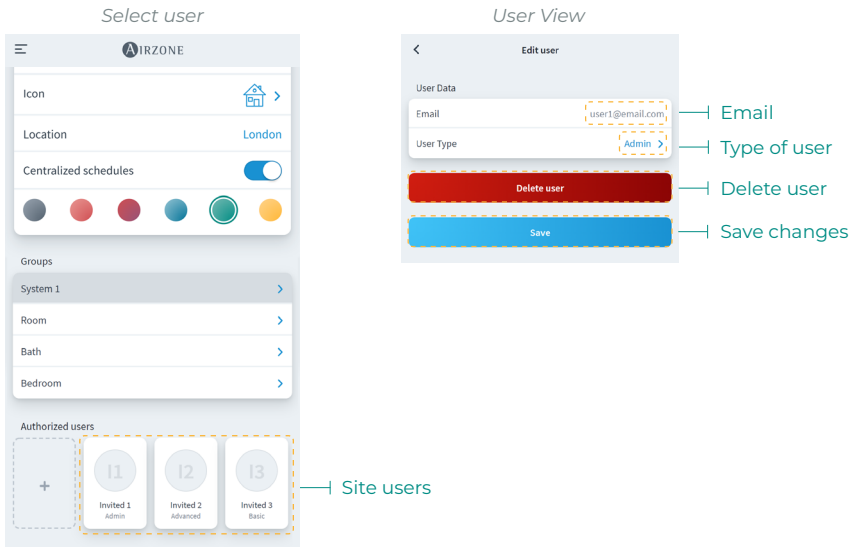 Select user
AIRZONE
Icon
Location London
Centralized schedules
Groups
System 1
Room
Bath
Bedroom
Authorized users
+
I1
Invited 1
Admin
I2
Invited 2
Advanced
I3
Invited 3
Basic
Site users
User View
Edit user
User Data
Email user1@email.com
User Type Admin
Delete user
Save
Email
Type of user
Delete user
Save changes